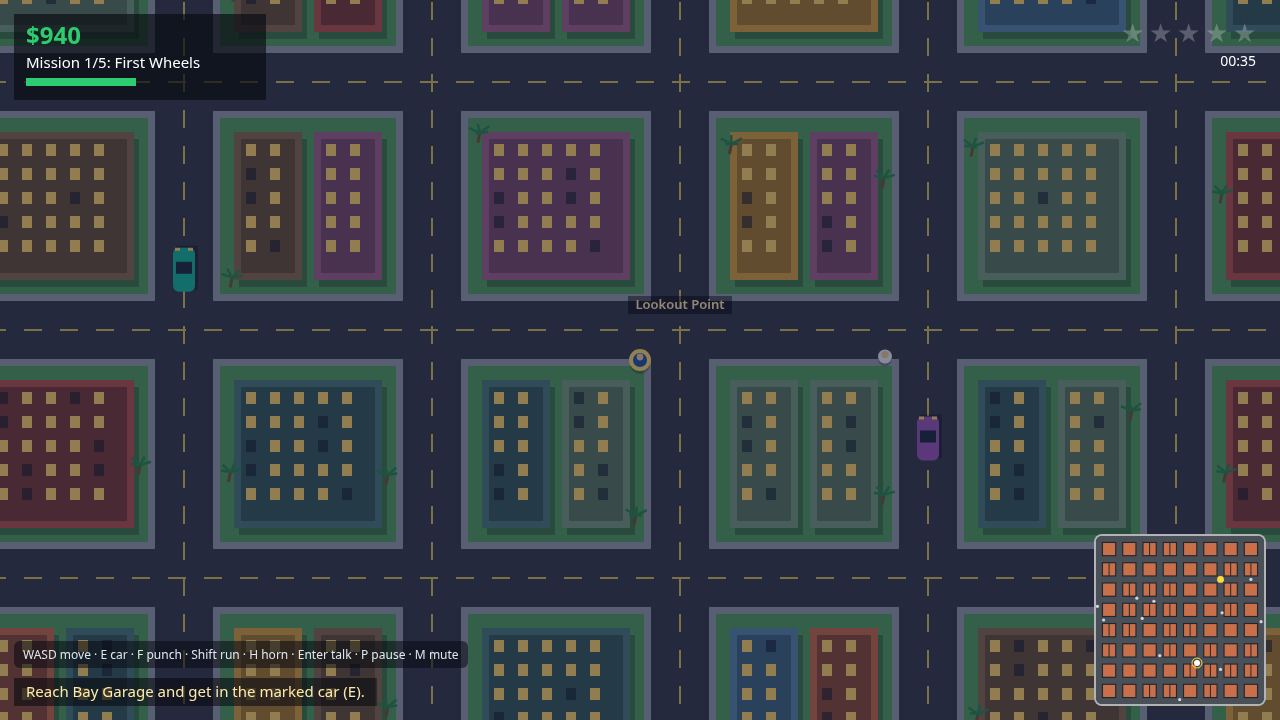 $940
Mission 1/5: First Wheels
00:35
Lookout Point
WASD move · E car · F punch · Shift run · H horn · Enter talk · P pause · M mute
Reach Bay Garage and get in the marked car (E).